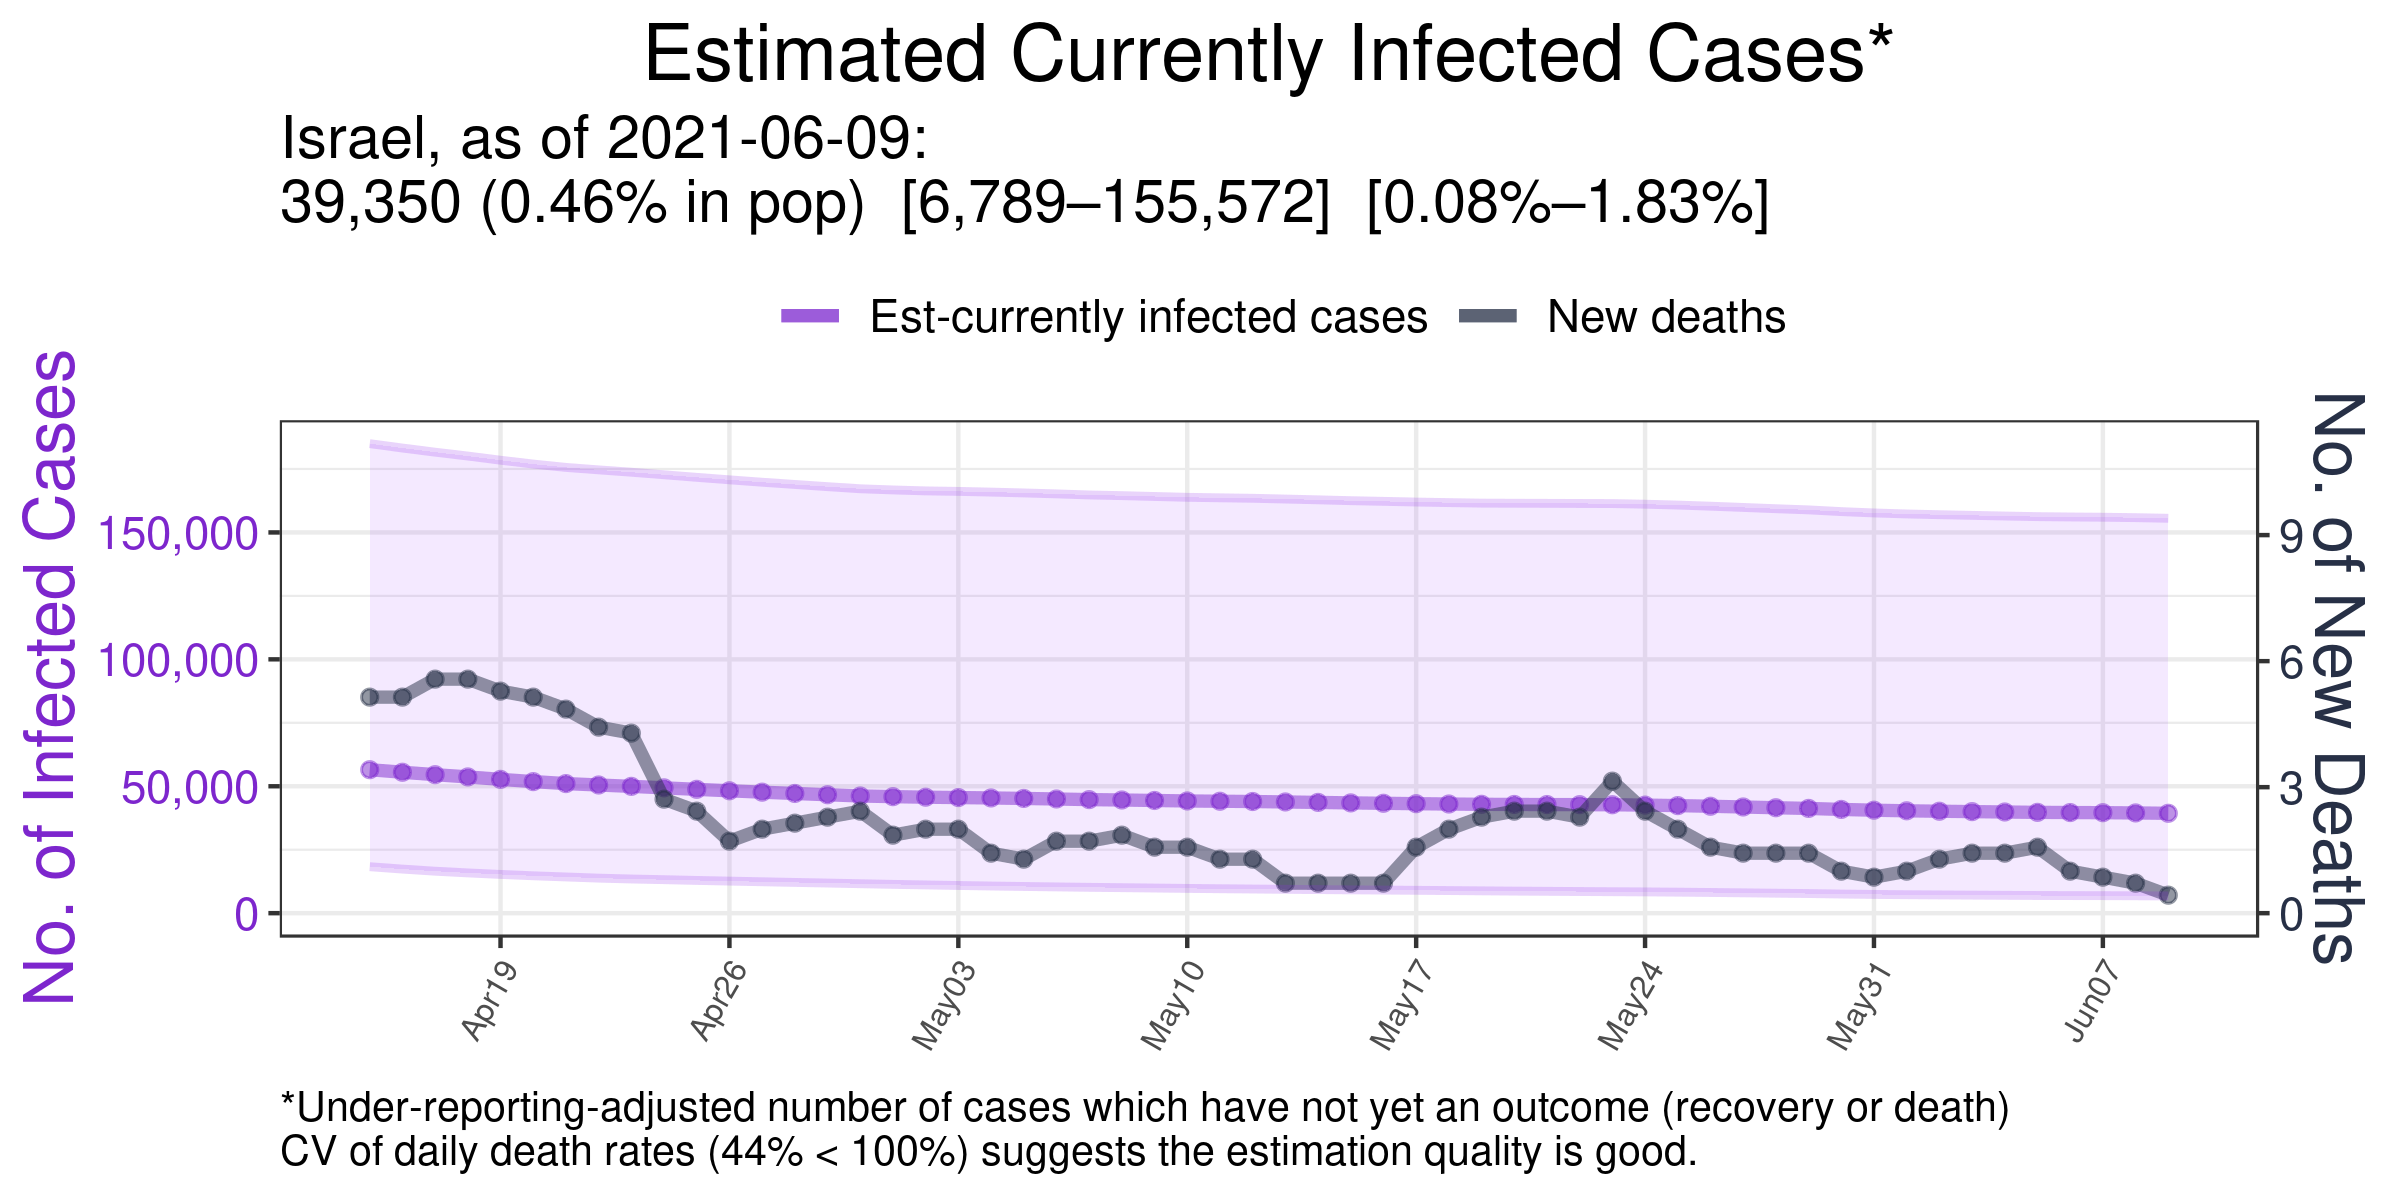 Estimated Currently Infected Cases*
Israel, as of 2021-06-09:
39,350 (0.46% in pop)  [6,789–155,572]  [0.08%–1.83%]
Est-currently infected cases
New deaths
No. of Infected Cases
150,000
100,000
50,000
0
No. of New Deaths
9
6
3
0
Apr19
Apr26
May03
May10
May17
May24
May31
Jun07
*Under-reporting-adjusted number of cases which have not yet an outcome (recovery or death)
CV of daily death rates (44% < 100%) suggests the estimation quality is good.